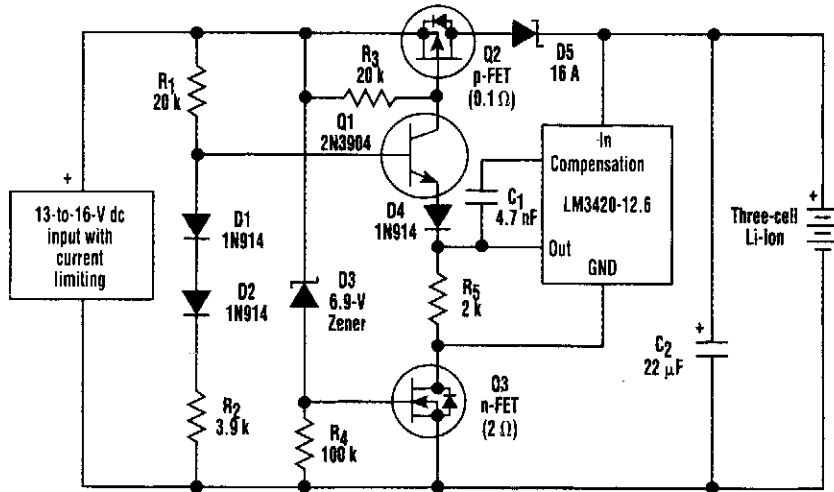 R1
20 k
R3
20 k
Q2
p-FET
(0.1 Ω)
D5
16 A
Q1
2N3904
In
Compensation
LM3420-12.6
Out
GND
C1
4.7 nF
+
13-to-16-V dc
input with
current
limiting
D1
1N914
D2
1N914
D3
6.9-V
Zener
D4
1N914
R5
2 k
+
Three-cell
Li-Ion
+
C2
22 µF
R2
3.9 k
R4
100 k
Q3
n-FET
(2 Ω)